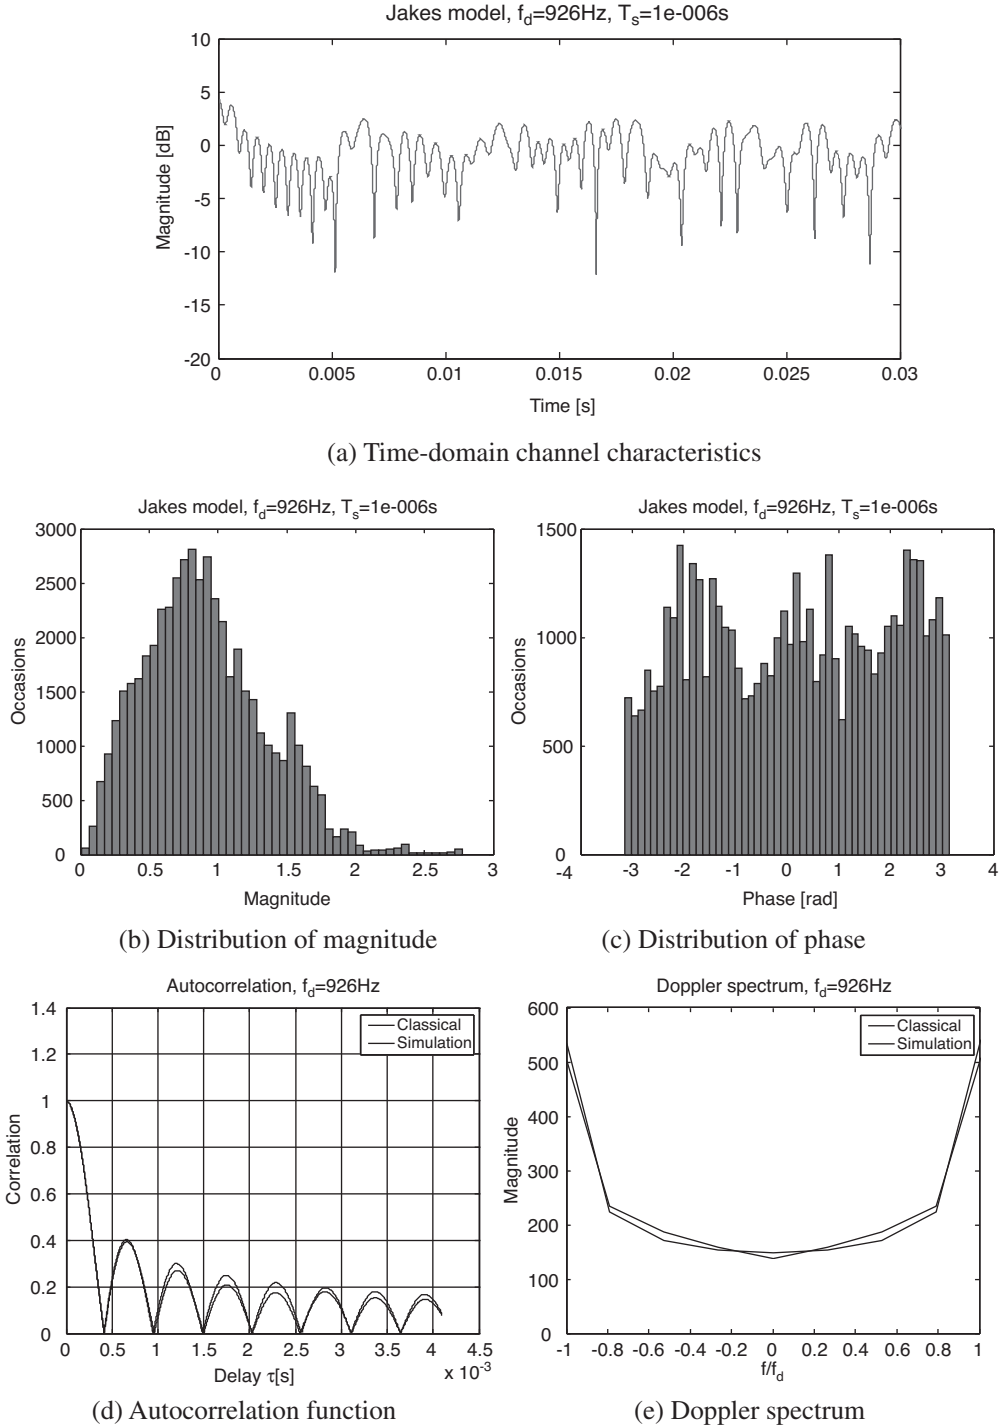 Jakes model, f_d=926Hz, T_s=1e-006s
10
5
0
-5
-10
-15
-20
Magnitude [dB]
0 0.005 0.01 0.015 0.02 0.025 0.03
Time [s]
(a) Time-domain channel characteristics
Jakes model, f_d=926Hz, T_s=1e-006s
3000
2500
2000
1500
1000
500
0
Occasions
0 0.5 1 1.5 2 2.5 3
Magnitude
(b) Distribution of magnitude
Jakes model, f_d=926Hz, T_s=1e-006s
1500
1000
500
0
Occasions
-4 -3 -2 -1 0 1 2 3 4
Phase [rad]
(c) Distribution of phase
Autocorrelation, f_d=926Hz
1.4
1.2
1
0.8
0.6
0.4
0.2
0
Correlation
Classical
Simulation
0 0.5 1 1.5 2 2.5 3 3.5 4 4.5
Delay τ[s]
x 10^-3
(d) Autocorrelation function
Doppler spectrum, f_d=926Hz
600
500
400
300
200
100
0
Magnitude
Classical
Simulation
-1 -0.8 -0.6 -0.4 -0.2 0 0.2 0.4 0.6 0.8 1
f/f_d
(e) Doppler spectrum